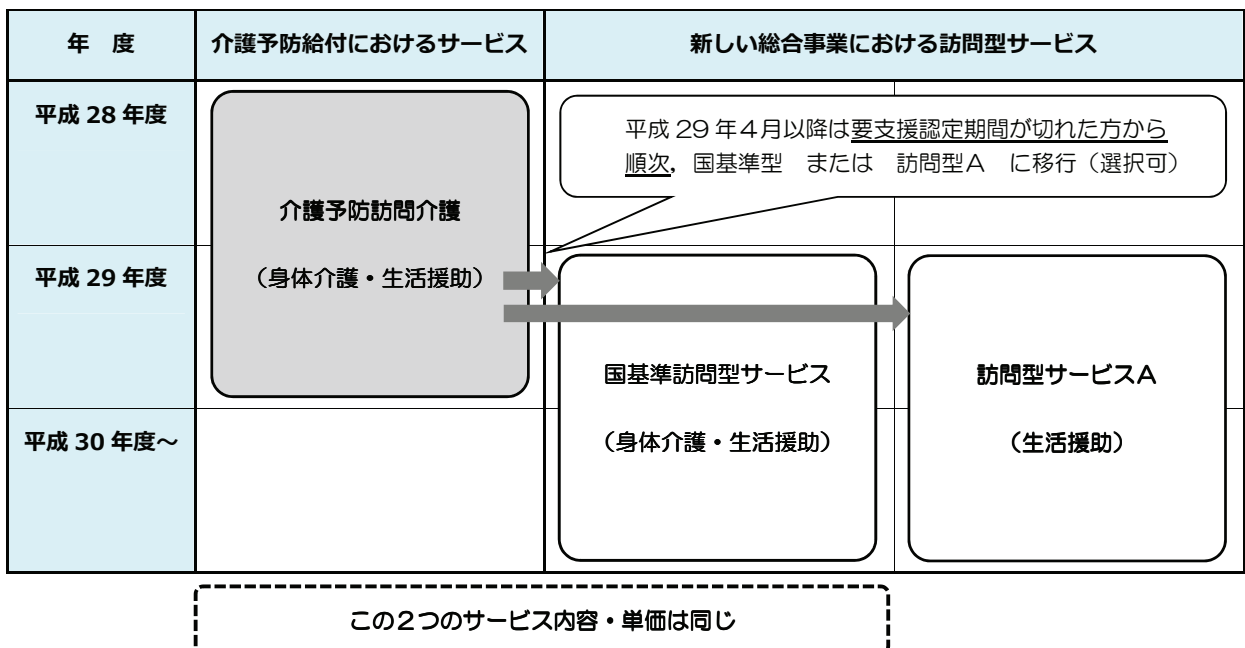 年　度
介護予防給付におけるサービス
新しい総合事業における訪問型サービス
平成 28 年度
平成 29 年４月以降は要支援認定期間が切れた方から
順次，国基準型　または　訪問型Ａ　に移行（選択可）
介護予防訪問介護
（身体介護・生活援助）
平成 29 年度
国基準訪問型サービス
（身体介護・生活援助）
訪問型サービスＡ
（生活援助）
平成 30 年度～
この２つのサービス内容・単価は同じ